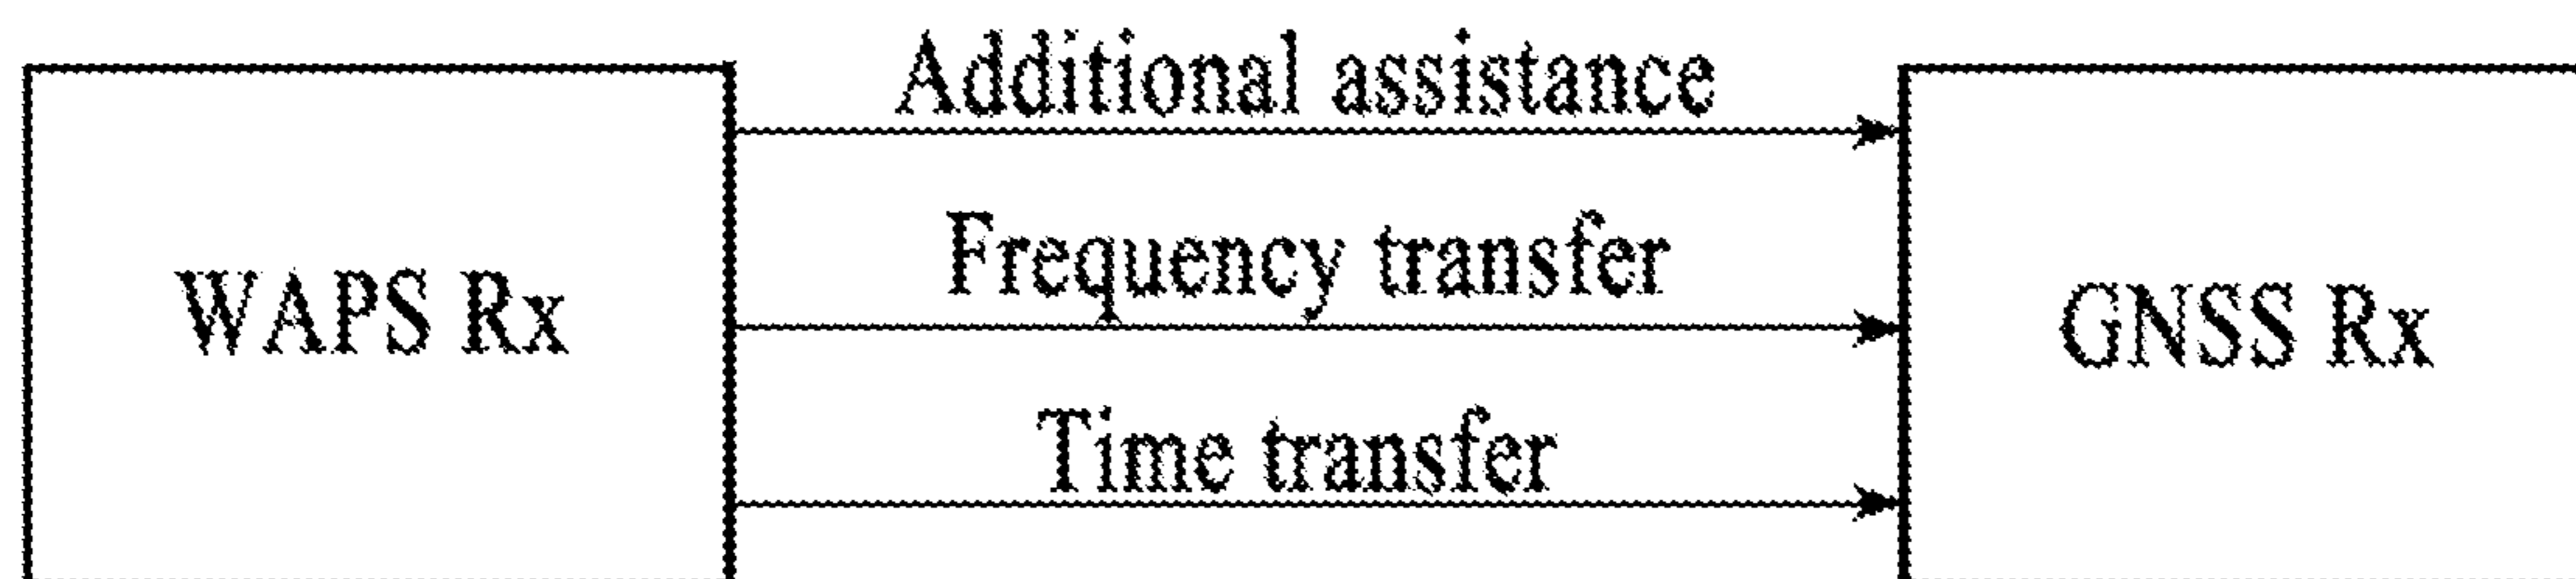 Additional assistance
Frequency transfer
WAPS Rx
GNSS Rx
Time transfer